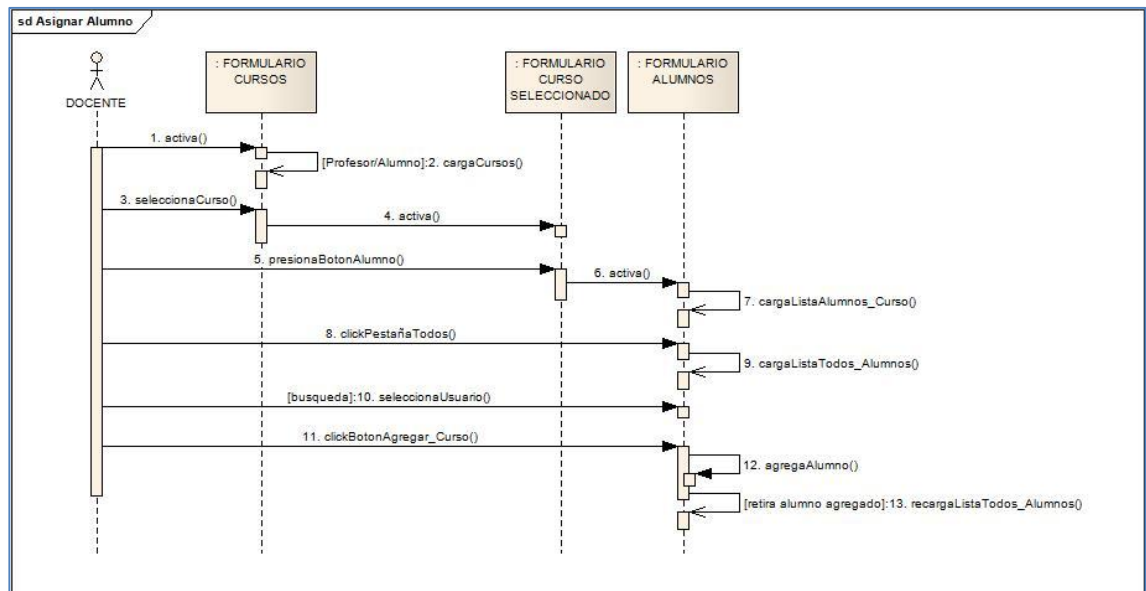 sd Asignar Alumno
DOCENTE
: FORMULARIO
CURSOS
: FORMULARIO
CURSO
SELECCIONADO
: FORMULARIO
ALUMNOS
1. activa()
[Profesor/Alumno]:2. cargaCursos()
3. seleccionaCurso()
4. activa()
5. presionaBotonAlumno()
6. activa()
7. cargaListaAlumnos_Curso()
8. clickPestañaTodos()
9. cargaListaTodos_Alumnos()
[busqueda]:10. seleccionaUsuario()
11. clickBotonAgregar_Curso()
12. agregaAlumno()
[retira alumno agregado]:13. recargaListaTodos_Alumnos()